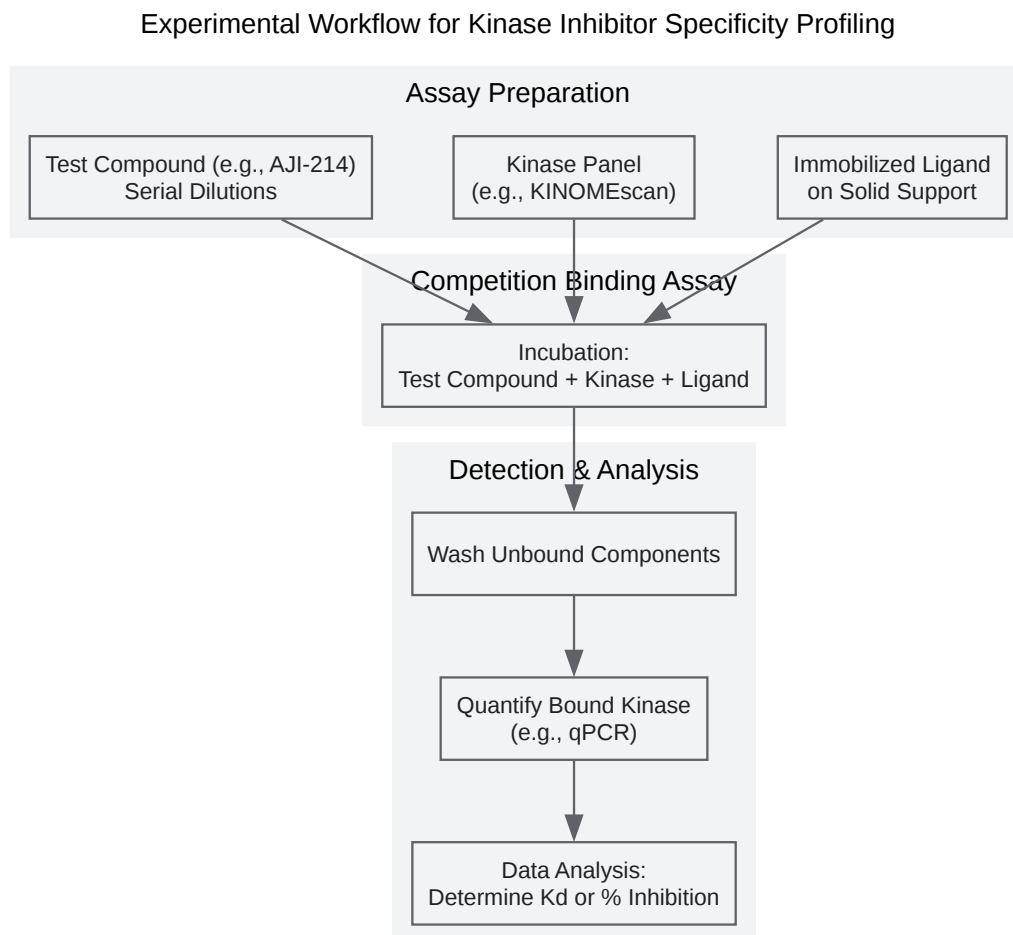 Experimental Workflow for Kinase Inhibitor Specificity Profiling
Assay Preparation
Test Compound (e.g., AJI-214)
Serial Dilutions
Kinase Panel
(e.g., KINOMEscan)
Immobilized Ligand
on Solid Support
Competition Binding Assay
Incubation:
Test Compound + Kinase + Ligand
Detection & Analysis
Wash Unbound Components
Quantify Bound Kinase
(e.g., qPCR)
Data Analysis:
Determine Kd or % Inhibition